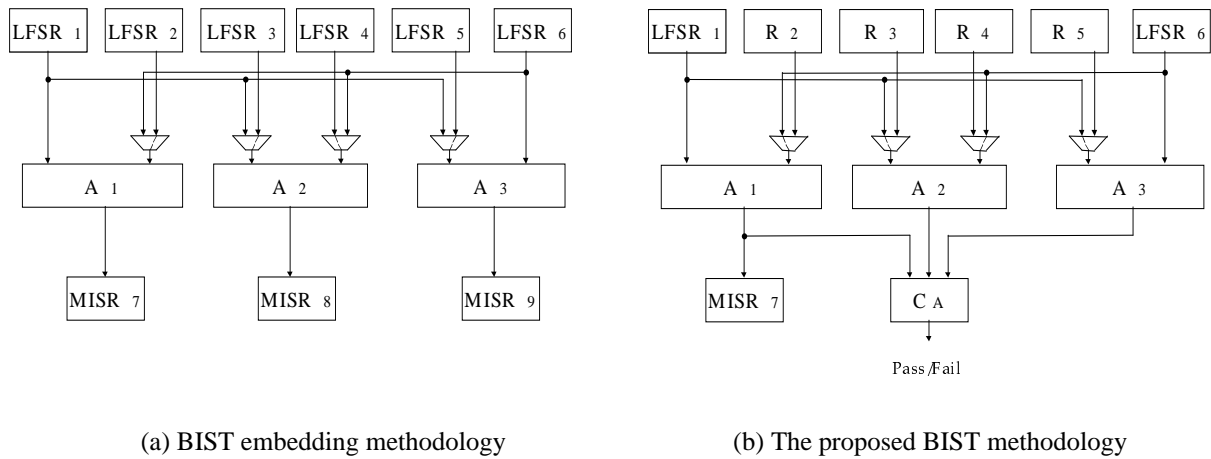 LFSR 1 LFSR 2 LFSR 3 LFSR 4 LFSR 5 LFSR 6
A 1 A 2 A 3
MISR 7 MISR 8 MISR 9
(a) BIST embedding methodology
LFSR 1 R 2 R 3 R 4 R 5 LFSR 6
A 1 A 2 A 3
MISR 7 C A
Pass/Fail
(b) The proposed BIST methodology